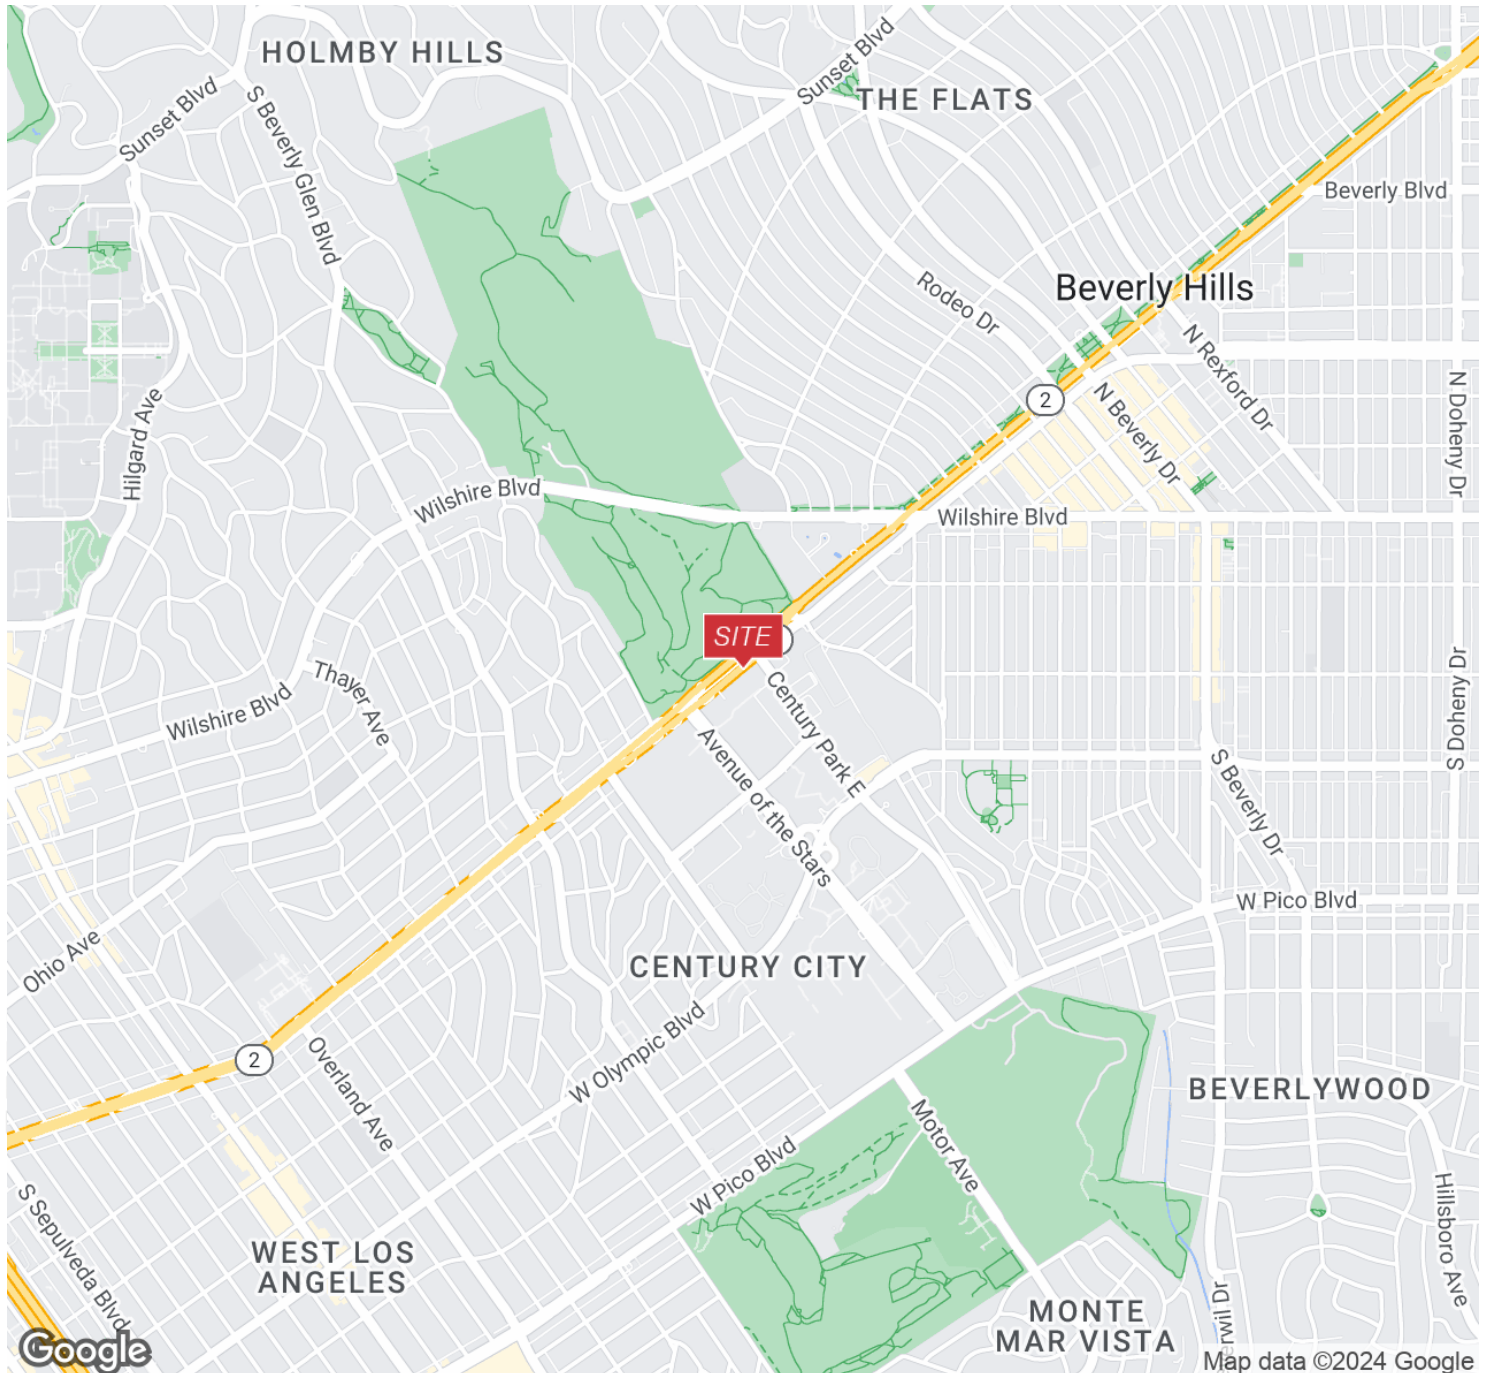 HOLMBY HILLS
Sunset Blvd
THE FLATS
Sunset Blvd
S Beverly Glen Blvd
Beverly Blvd
Beverly Hills
Rodeo Dr
N Rexford Dr
2
N Beverly Dr
N Doheny Dr
Hilgard Ave
Wilshire Blvd
Wilshire Blvd
SITE
Thayer Ave
Wilshire Blvd
Century Park E
S Doheny Dr
Avenue of the Stars
S Beverly Dr
W Pico Blvd
Ohio Ave
CENTURY CITY
2
Overland Ave
W Olympic Blvd
BEVERLYWOOD
Motor Ave
W Pico Blvd
Hillsboro Ave
S Sepulveda Blvd
WEST LOS
ANGELES
MONTE
MAR VISTA
erwil Dr
Google
Map data ©2024 Google